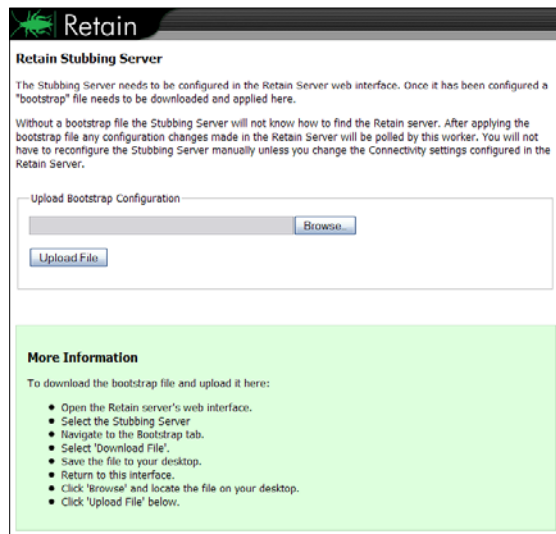 Retain
Retain Stubbing Server
The Stubbing Server needs to be configured in the Retain Server web interface. Once it has been configured a
"bootstrap" file needs to be downloaded and applied here.
Without a bootstrap file the Stubbing Server will not know how to find the Retain server. After applying the
bootstrap file any configuration changes made in the Retain Server will be polled by this worker. You will not
have to reconfigure the Stubbing Server manually unless you change the Connectivity settings configured in the
Retain Server.
Upload Bootstrap Configuration
Browse...
Upload File
More Information
To download the bootstrap file and upload it here:
● Open the Retain server's web interface.
● Select the Stubbing Server
● Navigate to the Bootstrap tab.
● Select 'Download File'.
● Save the file to your desktop.
● Return to this interface.
● Click 'Browse' and locate the file on your desktop.
● Click 'Upload File' below.